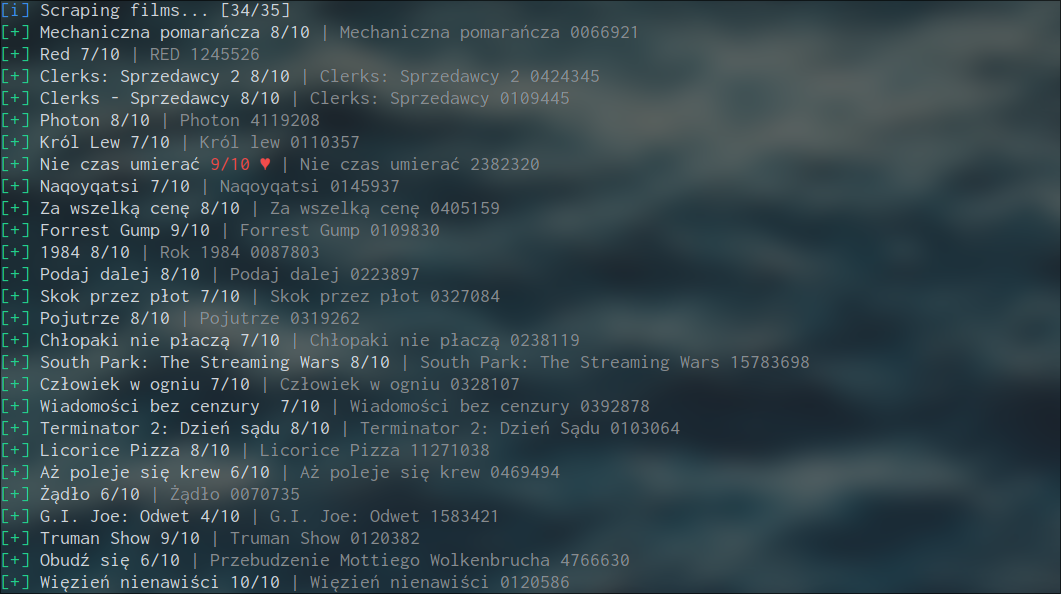 [i] Scraping films... [34/35]
[+] Mechaniczna pomarańcza 8/10 | Mechaniczna pomarańcza 0066921
[+] Red 7/10 | RED 1245526
[+] Clerks: Sprzedawcy 2 8/10 | Clerks: Sprzedawcy 2 0424345
[+] Clerks - Sprzedawcy 8/10 | Clerks: Sprzedawcy 0109445
[+] Photon 8/10 | Photon 4119208
[+] Król Lew 7/10 | Król lew 0110357
[+] Nie czas umierać 9/10 ♥ | Nie czas umierać 2382320
[+] Naqoyqatsi 7/10 | Naqoyqatsi 0145937
[+] Za wszelką cenę 8/10 | Za wszelką cenę 0405159
[+] Forrest Gump 9/10 | Forrest Gump 0109830
[+] 1984 8/10 | Rok 1984 0087803
[+] Podaj dalej 8/10 | Podaj dalej 0223897
[+] Skok przez płot 7/10 | Skok przez płot 0327084
[+] Pojutrze 8/10 | Pojutrze 0319262
[+] Chłopaki nie płaczą 7/10 | Chłopaki nie płaczą 0238119
[+] South Park: The Streaming Wars 8/10 | South Park: The Streaming Wars 15783698
[+] Człowiek w ogniu 7/10 | Człowiek w ogniu 0328107
[+] Wiadomości bez cenzury  7/10 | Wiadomości bez cenzury 0392878
[+] Terminator 2: Dzień sądu 8/10 | Terminator 2: Dzień Sądu 0103064
[+] Licorice Pizza 8/10 | Licorice Pizza 11271038
[+] Aż poleje się krew 6/10 | Aż poleje się krew 0469494
[+] Żądło 6/10 | Żądło 0070735
[+] G.I. Joe: Odwet 4/10 | G.I. Joe: Odwet 1583421
[+] Truman Show 9/10 | Truman Show 0120382
[+] Obudź się 6/10 | Przebudzenie Mottiego Wolkenbrucha 4766630
[+] Więzień nienawiści 10/10 | Więzień nienawiści 0120586